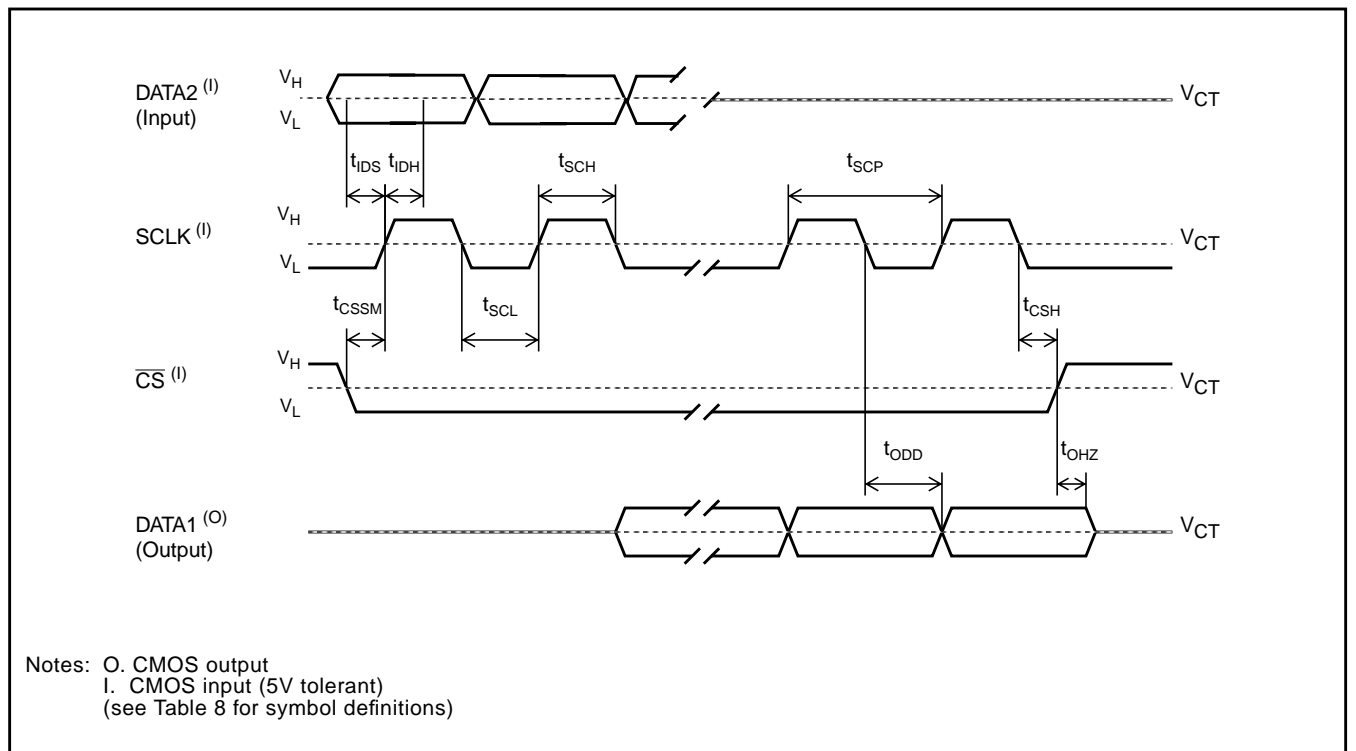 DATA2 (I)
(Input)
VH
VL
VCT
tIDS
tIDH
tSCH
tSCP
SCLK (I)
VH
VL
VCT
tCSSM
tSCL
tCSH
CS (I)
VH
VL
VCT
tODD
tOHZ
DATA1 (O)
(Output)
VCT
Notes: O. CMOS output
I. CMOS input (5V tolerant)
(see Table 8 for symbol definitions)